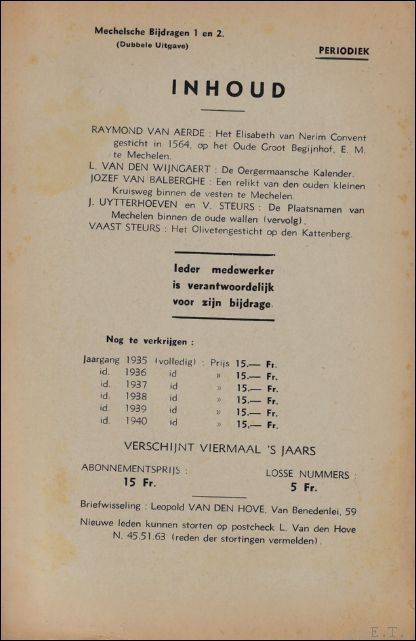 Mechelsche Bijdragen 1 en 2.
(Dubbele Uitgave)
PERIODIEK
INHOUD
RAYMOND VAN AERDE : Het Elisabeth van Nerim Convent
gesticht in 1564, op het Oude Groot Begijnhof, E. M.
te Mechelen.
L. VAN DEN WIJNGAERT : De Oergermaansche Kalender.
JOZEF VAN BALBERGHE : Een relikt van den ouden kleinen
Kruisweg binnen de vesten te Mechelen.
J. UYTTERHOEVEN en V. STEURS : De Plaatsnamen van
Mechelen binnen de oude wallen (vervolg).
VAAST STEURS : Het Olivetengesticht op den Kattenberg.
Ieder medewerker
is verantwoordelijk
voor zijn bijdrage.
Nog te verkrijgen :
Jaargang 1935 (volledig) : Prijs 15.— Fr.
id. 1936 id » 15.— Fr.
id. 1937 id » 15.— Fr.
id. 1938 id » 15.— Fr.
id. 1939 id » 15.— Fr.
id. 1940 id » 15.— Fr.
VERSCHIJNT VIERMAAL 'S JAARS
ABONNEMENTSPRIJS :
15 Fr.
LOSSE NUMMERS :
5 Fr.
Briefwisseling : Leopold VAN DEN HOVE, Van Benedenlei, 59
Nieuwe leden kunnen storten op postcheck L. Van den Hove
N. 45.51.63 (reden der stortingen vermelden).
E.T.